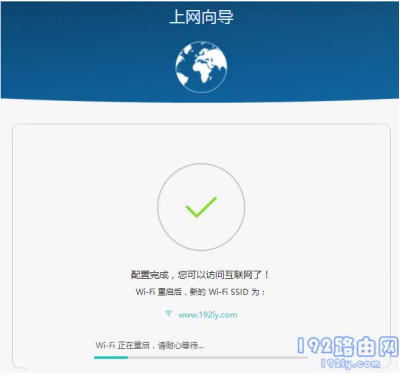 上网向导
配置完成，您可以访问互联网了！
Wi-Fi 重启后，新的 Wi-Fi SSID 为：
www.192ly.com
Wi-Fi 正在重启，请耐心等待...
192路由网
192ly.com